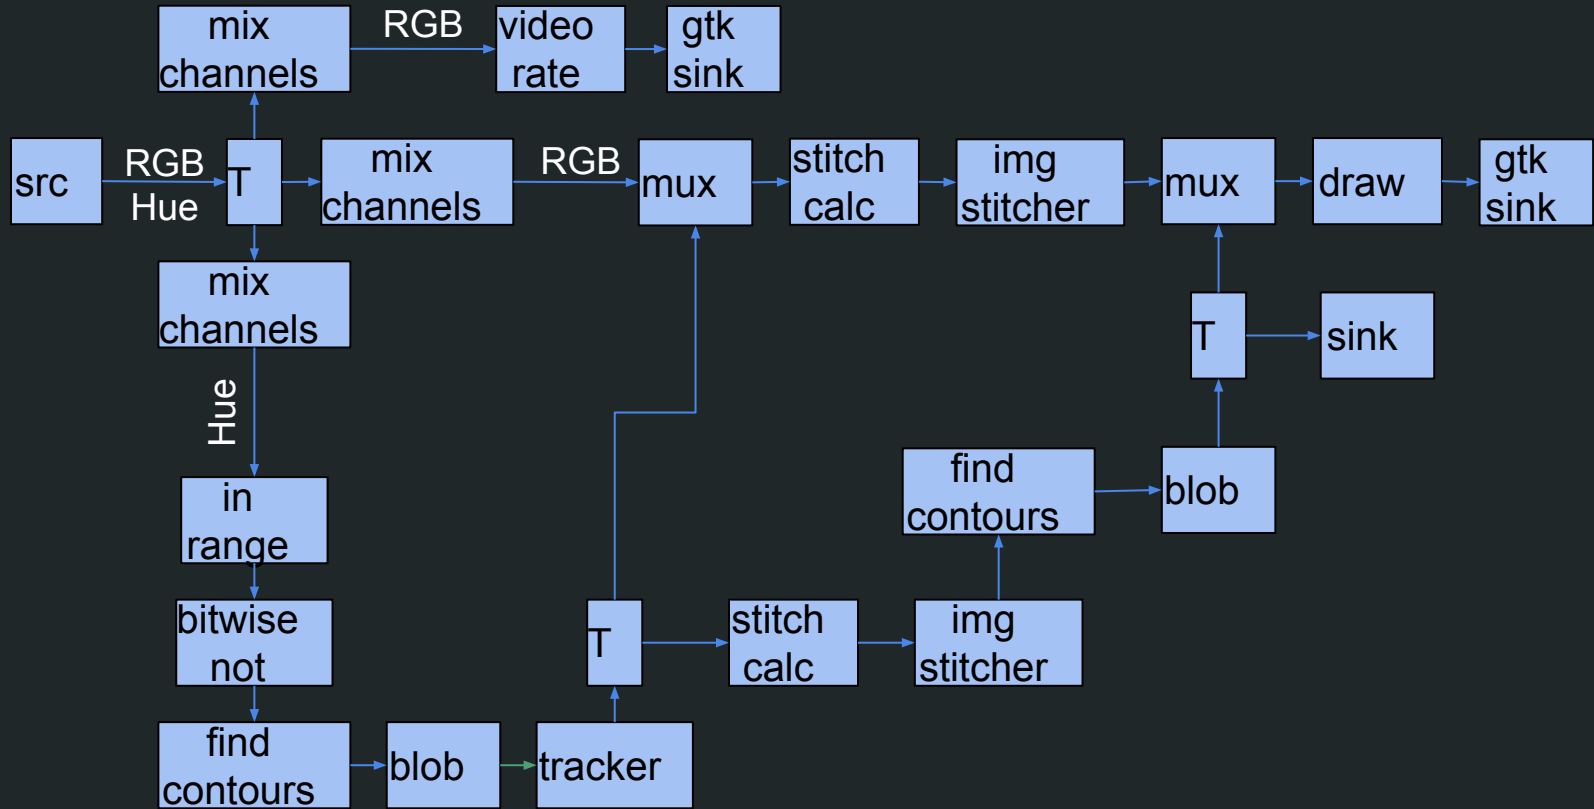 mix
channels
RGB
video
rate
gtk
sink
src
RGB
Hue
T
mix
channels
RGB
mux
stitch
calc
img
stitcher
mux
draw
gtk
sink
mix
channels
T
sink
Hue
find
contours
blob
in
range
bitwise
not
T
stitch
calc
img
stitcher
find
contours
blob
tracker